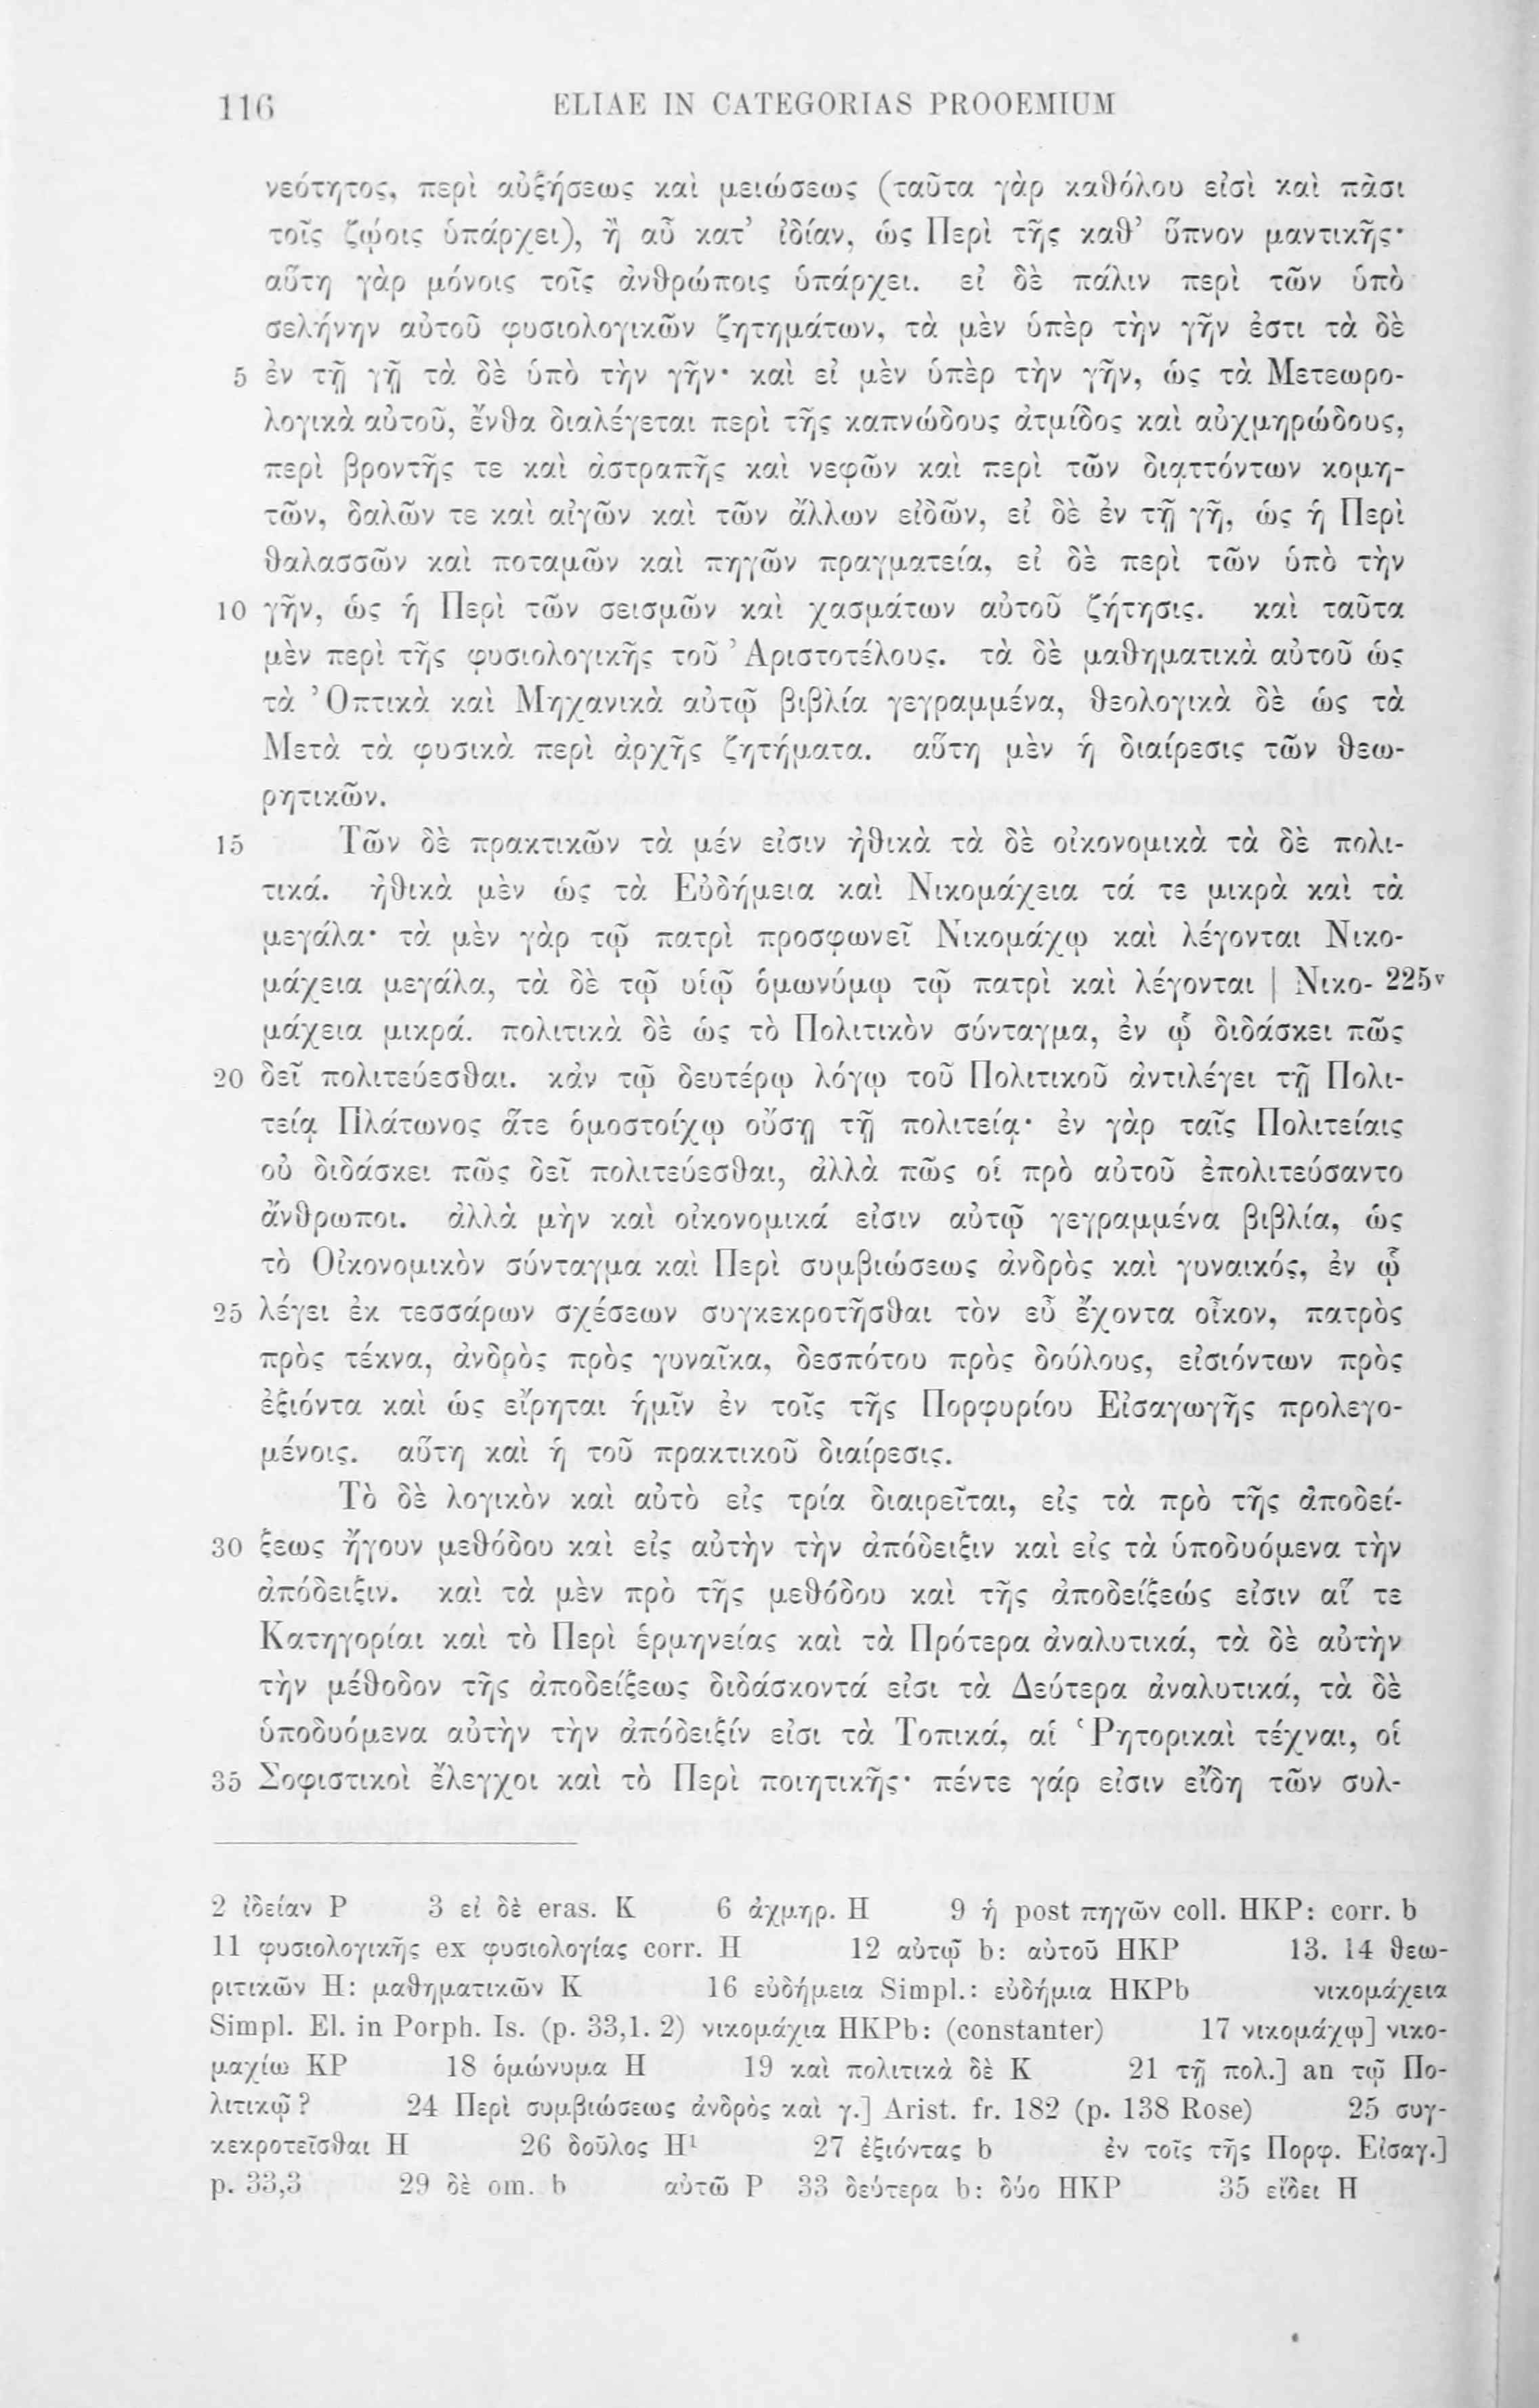 116 ELIAE IN CATEGORIAS PROOEMIUM
νεότητος, περὶ αὐξήσεως καὶ μειώσεως (ταῦτα γὰρ καθόλου εἰσὶ καὶ πᾶσι
τοῖς ζῴοις ὑπάρχει), ἢ αὖ κατ’ ἰδίαν, ὡς Περὶ τῆς καθ’ ὕπνον μαντικῆς·
αὕτη γὰρ μόνοις τοῖς ἀνθρώποις ὑπάρχει. εἰ δὲ πάλιν περὶ τῶν ὑπὸ
σελήνην αὐτοῦ φυσιολογικῶν ζητημάτων, τὰ μὲν ὑπὲρ τὴν γῆν ἐστι τὰ δὲ
5 ἐν τῇ γῇ τὰ δὲ ὑπὸ τὴν γῆν· καὶ εἰ μὲν ὑπὲρ τὴν γῆν, ὡς τὰ Μετεωρο-
λογικὰ αὐτοῦ, ἔνθα διαλέγεται περὶ τῆς καπνώδους ἀτμίδος καὶ αὐχμηρώδους,
περὶ βροντῆς τε καὶ ἀστραπῆς καὶ νεφῶν καὶ περὶ τῶν διᾳττόντων κομη-
τῶν, δαλῶν τε καὶ αἰγῶν καὶ τῶν ἄλλων εἰδῶν, εἰ δὲ ἐν τῇ γῇ, ὡς ἡ Περὶ
θαλασσῶν καὶ ποταμῶν καὶ πηγῶν πραγματεία, εἰ δὲ περὶ τῶν ὑπὸ τὴν
10 γῆν, ὡς ἡ Περὶ τῶν σεισμῶν καὶ χασμάτων αὐτοῦ ζήτησις. καὶ ταῦτα
μὲν περὶ τῆς φυσιολογικῆς τοῦ Ἀριστοτέλους. τὰ δὲ μαθηματικὰ αὐτοῦ ὡς
τὰ Ὀπτικὰ καὶ Μηχανικὰ αὐτῷ βιβλία γεγραμμένα, θεολογικὰ δὲ ὡς τὰ
Μετὰ τὰ φυσικὰ περὶ ἀρχῆς ζητήματα. αὕτη μὲν ἡ διαίρεσις τῶν θεω-
ρητικῶν.
15 Τῶν δὲ πρακτικῶν τὰ μέν εἰσιν ἠθικὰ τὰ δὲ οἰκονομικὰ τὰ δὲ πολι-
τικά. ἠθικὰ μὲν ὡς τὰ Εὐδήμεια καὶ Νικομάχεια τά τε μικρὰ καὶ τὰ
μεγάλα· τὰ μὲν γὰρ τῷ πατρὶ προσφωνεῖ Νικομάχῳ καὶ λέγονται Νικο-
μάχεια μεγάλα, τὰ δὲ τῷ υἱῷ ὁμωνύμῳ τῷ πατρὶ καὶ λέγονται | Νικο- 225v
μάχεια μικρά. πολιτικὰ δὲ ὡς τὸ Πολιτικὸν σύνταγμα, ἐν ᾧ διδάσκει πῶς
20 δεῖ πολιτεύεσθαι. κἀν τῷ δευτέρῳ λόγῳ τοῦ Πολιτικοῦ ἀντιλέγει τῇ Πολι-
τείᾳ Πλάτωνος ἅτε ὁμοστοίχῳ οὔσῃ τῇ πολιτείᾳ· ἐν γὰρ ταῖς Πολιτείαις
οὐ διδάσκει πῶς δεῖ πολιτεύεσθαι, ἀλλὰ πῶς οἱ πρὸ αὐτοῦ ἐπολιτεύσαντο
ἄνθρωποι. ἀλλὰ μὴν καὶ οἰκονομικά εἰσιν αὐτῷ γεγραμμένα βιβλία, ὡς
τὸ Οἰκονομικὸν σύνταγμα καὶ Περὶ συμβιώσεως ἀνδρὸς καὶ γυναικός, ἐν ᾧ
25 λέγει ἐκ τεσσάρων σχέσεων συγκεκροτῆσθαι τὸν εὖ ἔχοντα οἶκον, πατρὸς
πρὸς τέκνα, ἀνδρὸς πρὸς γυναῖκα, δεσπότου πρὸς δούλους, εἰσιόντων πρὸς
ἐξιόντα καὶ ὡς εἴρηται ἡμῖν ἐν τοῖς τῆς Πορφυρίου Εἰσαγωγῆς προλεγο-
μένοις. αὕτη καὶ ἡ τοῦ πρακτικοῦ διαίρεσις.
Τὸ δὲ λογικὸν καὶ αὐτὸ εἰς τρία διαιρεῖται, εἰς τὰ πρὸ τῆς ἀποδεί-
30 ξεως ἤγουν μεθόδου καὶ εἰς αὐτὴν τὴν ἀπόδειξιν καὶ εἰς τὰ ὑποδυόμενα τὴν
ἀπόδειξιν. καὶ τὰ μὲν πρὸ τῆς μεθόδου καὶ τῆς ἀποδείξεώς εἰσιν αἵ τε
Κατηγορίαι καὶ τὸ Περὶ ἑρμηνείας καὶ τὰ Πρότερα ἀναλυτικά, τὰ δὲ αὐτὴν
τὴν μέθοδον τῆς ἀποδείξεως διδάσκοντά εἰσι τὰ Δεύτερα ἀναλυτικά, τὰ δὲ
ὑποδυόμενα αὐτὴν τὴν ἀπόδειξίν εἰσι τὰ Τοπικά, αἱ Ῥητορικαὶ τέχναι, οἱ
35 Σοφιστικοὶ ἔλεγχοι καὶ τὸ Περὶ ποιητικῆς· πέντε γάρ εἰσιν εἴδη τῶν συλ-
2 ἰδείαν P 3 εἰ δὲ eras. K 6 ἀχμηρ. H 9 ἡ post πηγῶν coll. HKP: corr. b
11 φυσιολογικῆς ex φυσιολογίας corr. H 12 αὐτῷ b: αὐτοῦ HKP 13. 14 θεω-
ριτικῶν H: μαθηματικῶν K 16 εὐδήμεια Simpl.: εὐδήμια HKPb νικομάχεια
Simpl. El. in Porph. Is. (p. 33,1. 2) νικομάχια HKPb: (constanter) 17 νικομάχῳ] νικο-
μαχίω KP 18 ὁμώνυμα H 19 καὶ πολιτικὰ δὲ K 21 τῇ πολ.] an τῷ Πο-
λιτικῷ? 24 Περὶ συμβιώσεως ἀνδρὸς καὶ γ.] Arist. fr. 182 (p. 138 Rose) 25 συγ-
κεκροτεῖσθαι H 26 δοῦλος H¹ 27 ἐξιόντας b ἐν τοῖς τῆς Πορφ. Εἰσαγ.]
p. 33,3 29 δὲ om. b αὐτῶ P 33 δεύτερα b: δύο HKP 35 εἴδει H